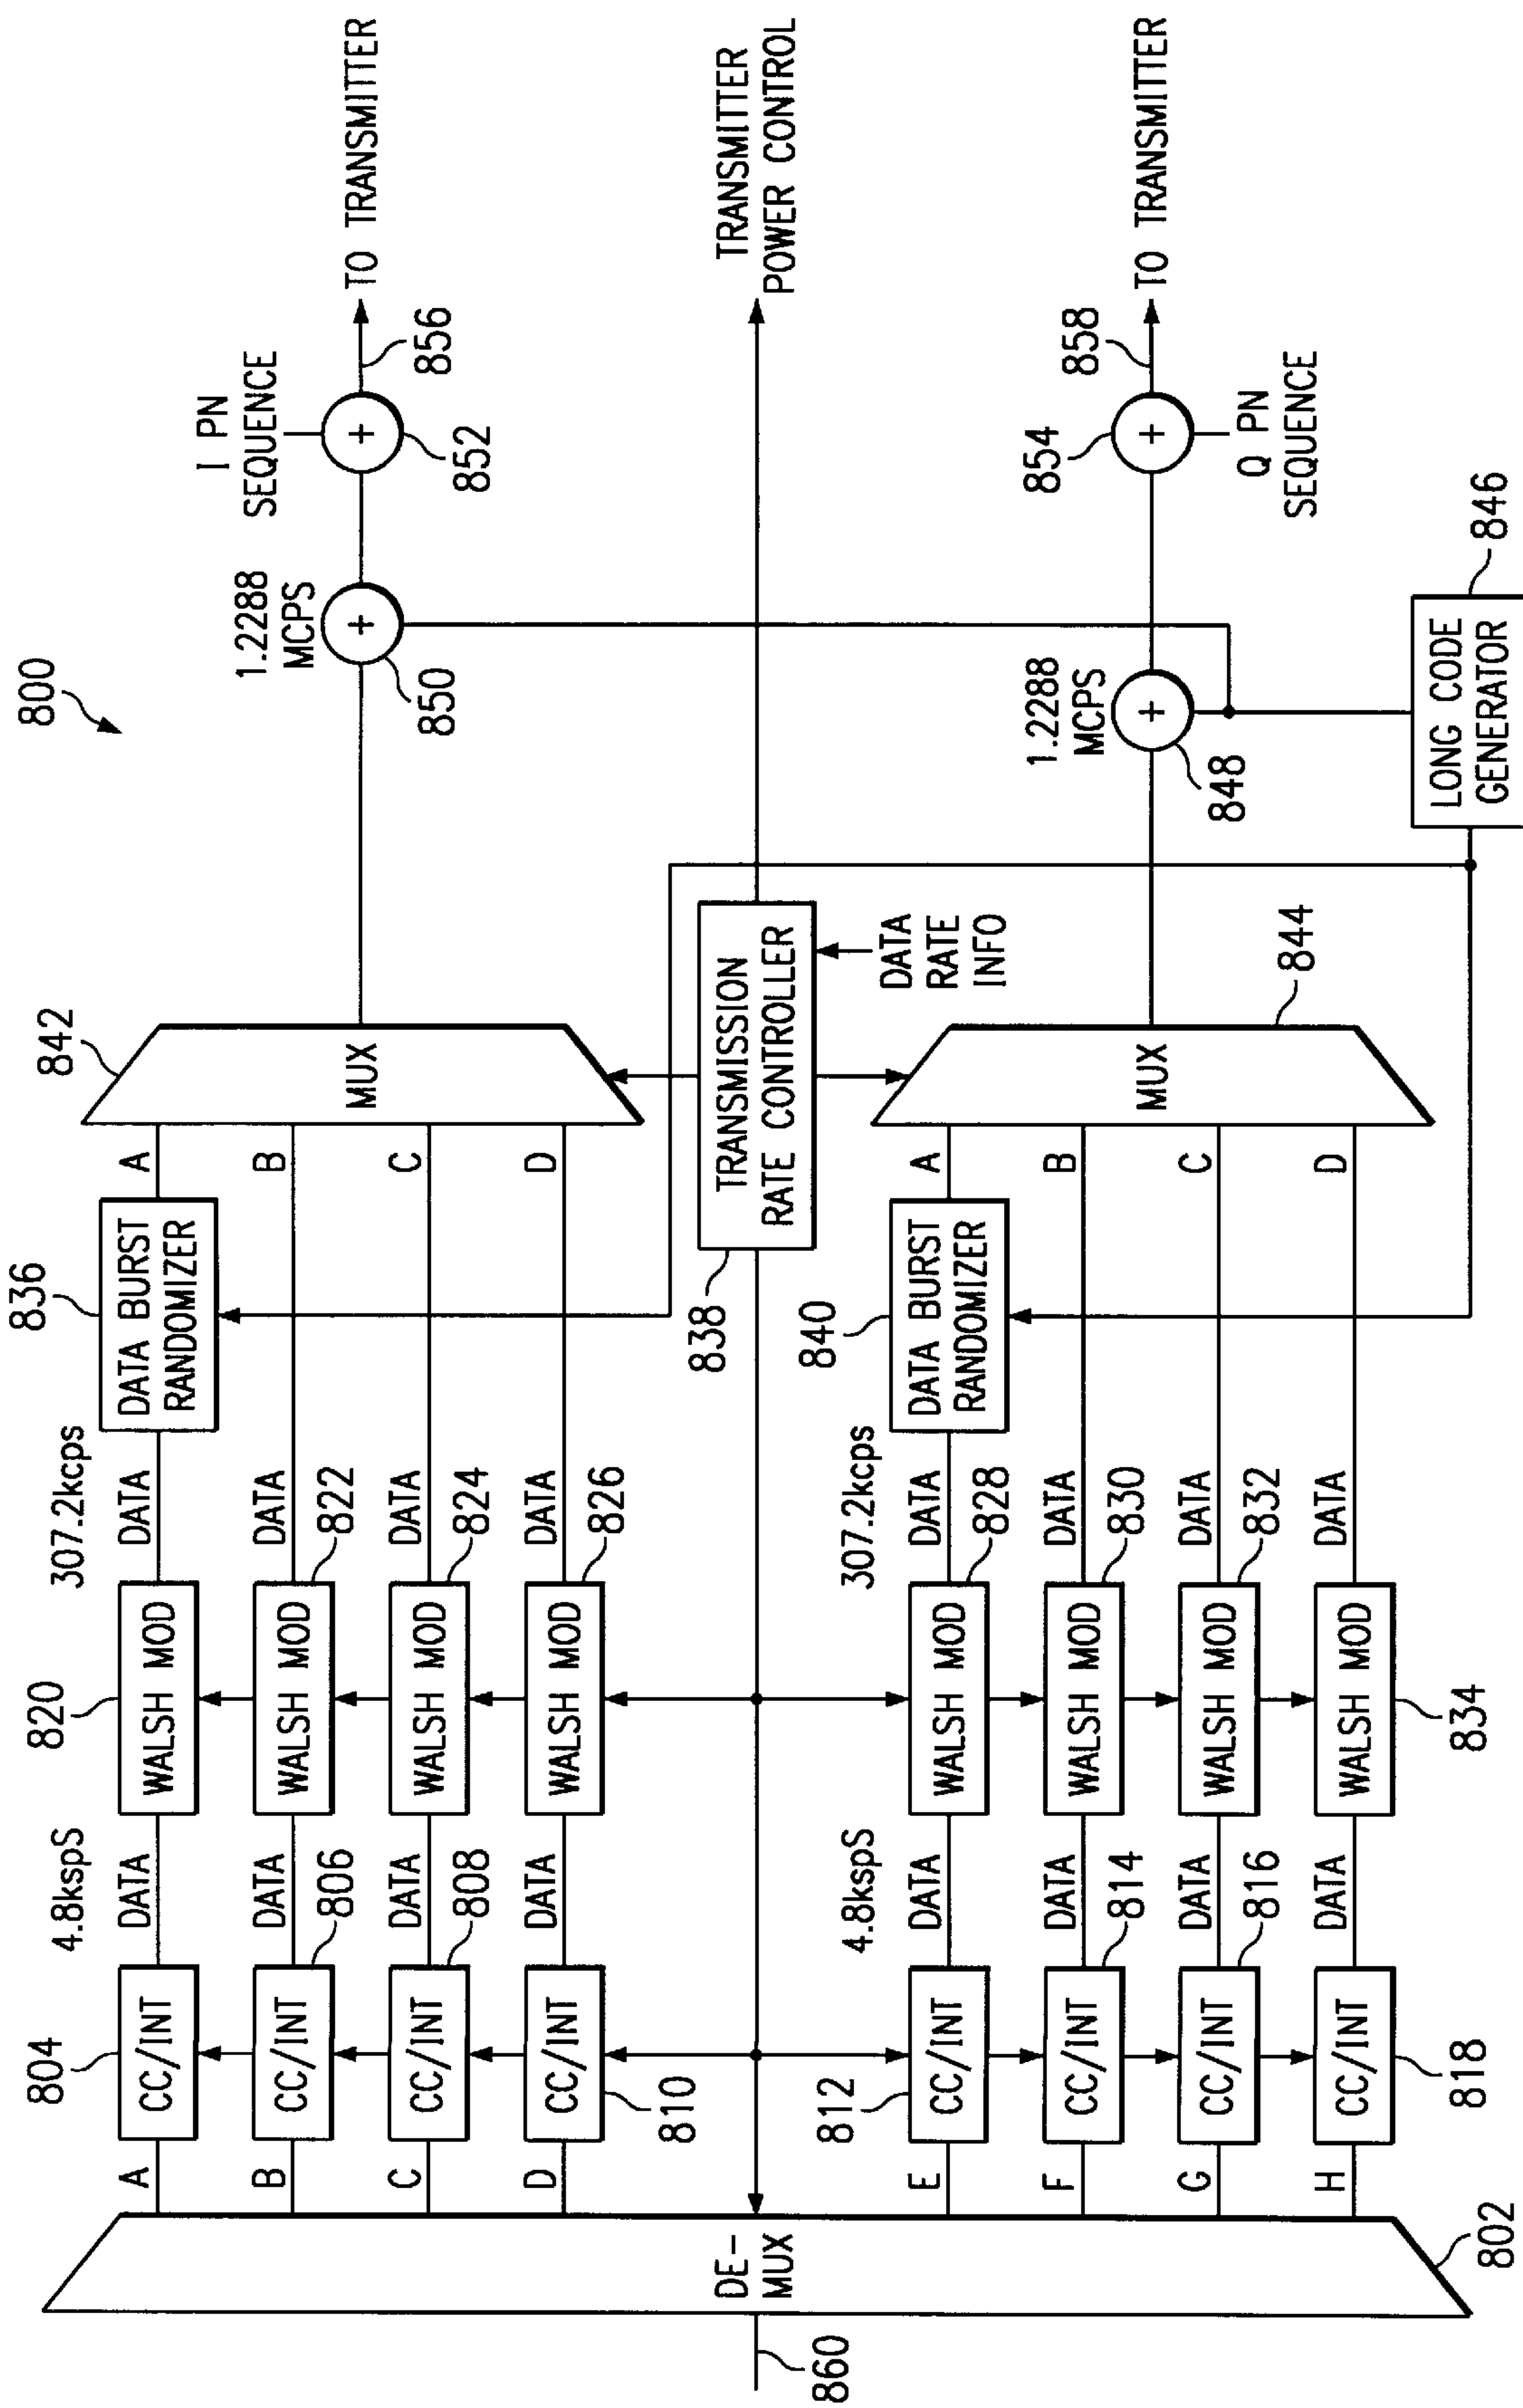 800
860
DE-
MUX
802
A
B
C
D
E
F
G
H
804
CC/INT
CC/INT
806
CC/INT
808
CC/INT
810
812
CC/INT
CC/INT
814
CC/INT
816
CC/INT
818
4.8kspS
DATA
DATA
DATA
DATA
4.8kspS
DATA
DATA
DATA
DATA
820
WALSH MOD
WALSH MOD
822
WALSH MOD
824
WALSH MOD
826
WALSH MOD
828
WALSH MOD
830
WALSH MOD
832
WALSH MOD
834
307.2kcps
DATA
DATA
DATA
DATA
307.2kcps
DATA
DATA
DATA
DATA
836
DATA BURST
RANDOMIZER
838
TRANSMISSION
RATE CONTROLLER
DATA
RATE
INFO
840
DATA BURST
RANDOMIZER
A
B
C
D
A
B
C
D
842
MUX
MUX
844
1.2288
MCPS
+
850
1.2288
MCPS
+
848
LONG CODE
GENERATOR
846
I PN
SEQUENCE
+
852
856
TO TRANSMITTER
TRANSMITTER
POWER CONTROL
854
+
Q PN
SEQUENCE
858
TO TRANSMITTER